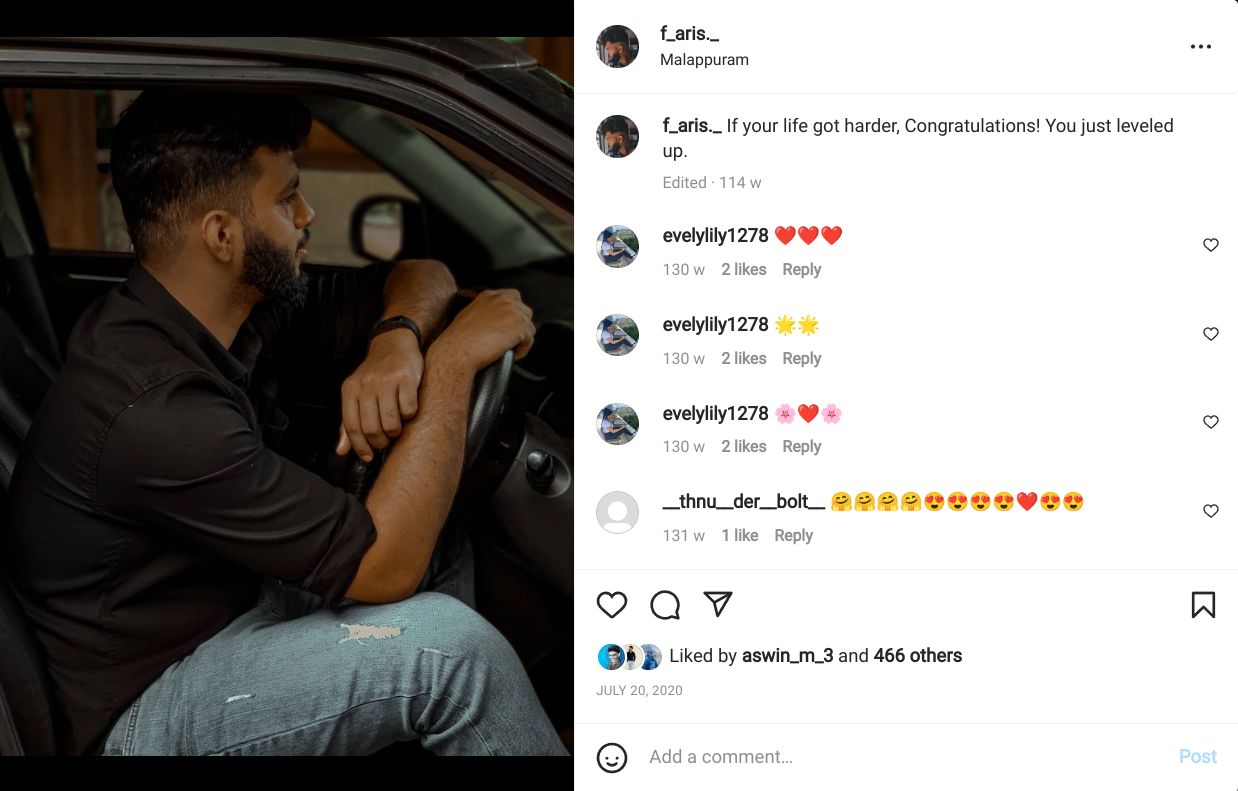 f_aris._
Malappuram
f_aris._ If your life got harder, Congratulations! You just leveled
up.
Edited · 114 w
evelylily1278 ❤️❤️❤️
130 w 2 likes Reply
evelylily1278 🌟🌟
130 w 2 likes Reply
evelylily1278 🌸❤️🌸
130 w 2 likes Reply
__thnu__der__bolt__ 🤗🤗🤗🤗😍😍😍😍❤️😍😍
131 w 1 like Reply
Liked by aswin_m_3 and 466 others
JULY 20, 2020
Add a comment…
Post